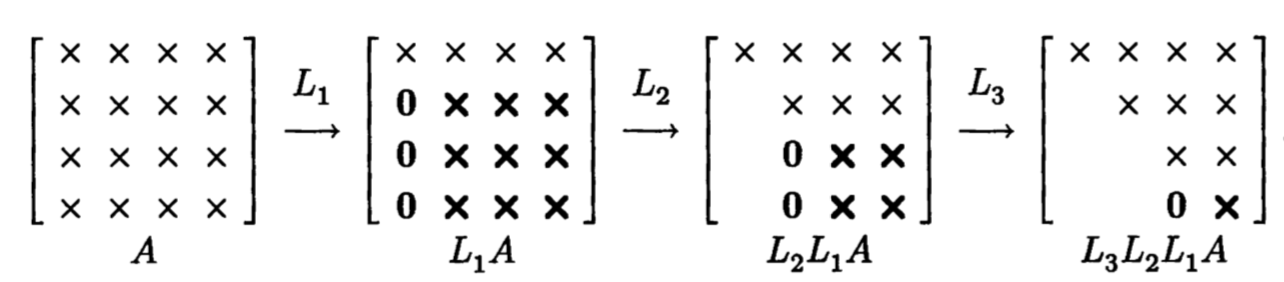 [ × × × × ] [ × × × × ] [ × × × × ] [ × × × × ]
[ × × × × ] L₁ [ 0 × × × ] L₂ [ × × × ] L₃ [ × × × ]
[ × × × × ] → [ 0 × × × ] → [ 0 × × ] → [ × × ]
[ × × × × ] [ 0 × × × ] [ 0 × × ] [ 0 × ] .
A L₁A L₂L₁A L₃L₂L₁A